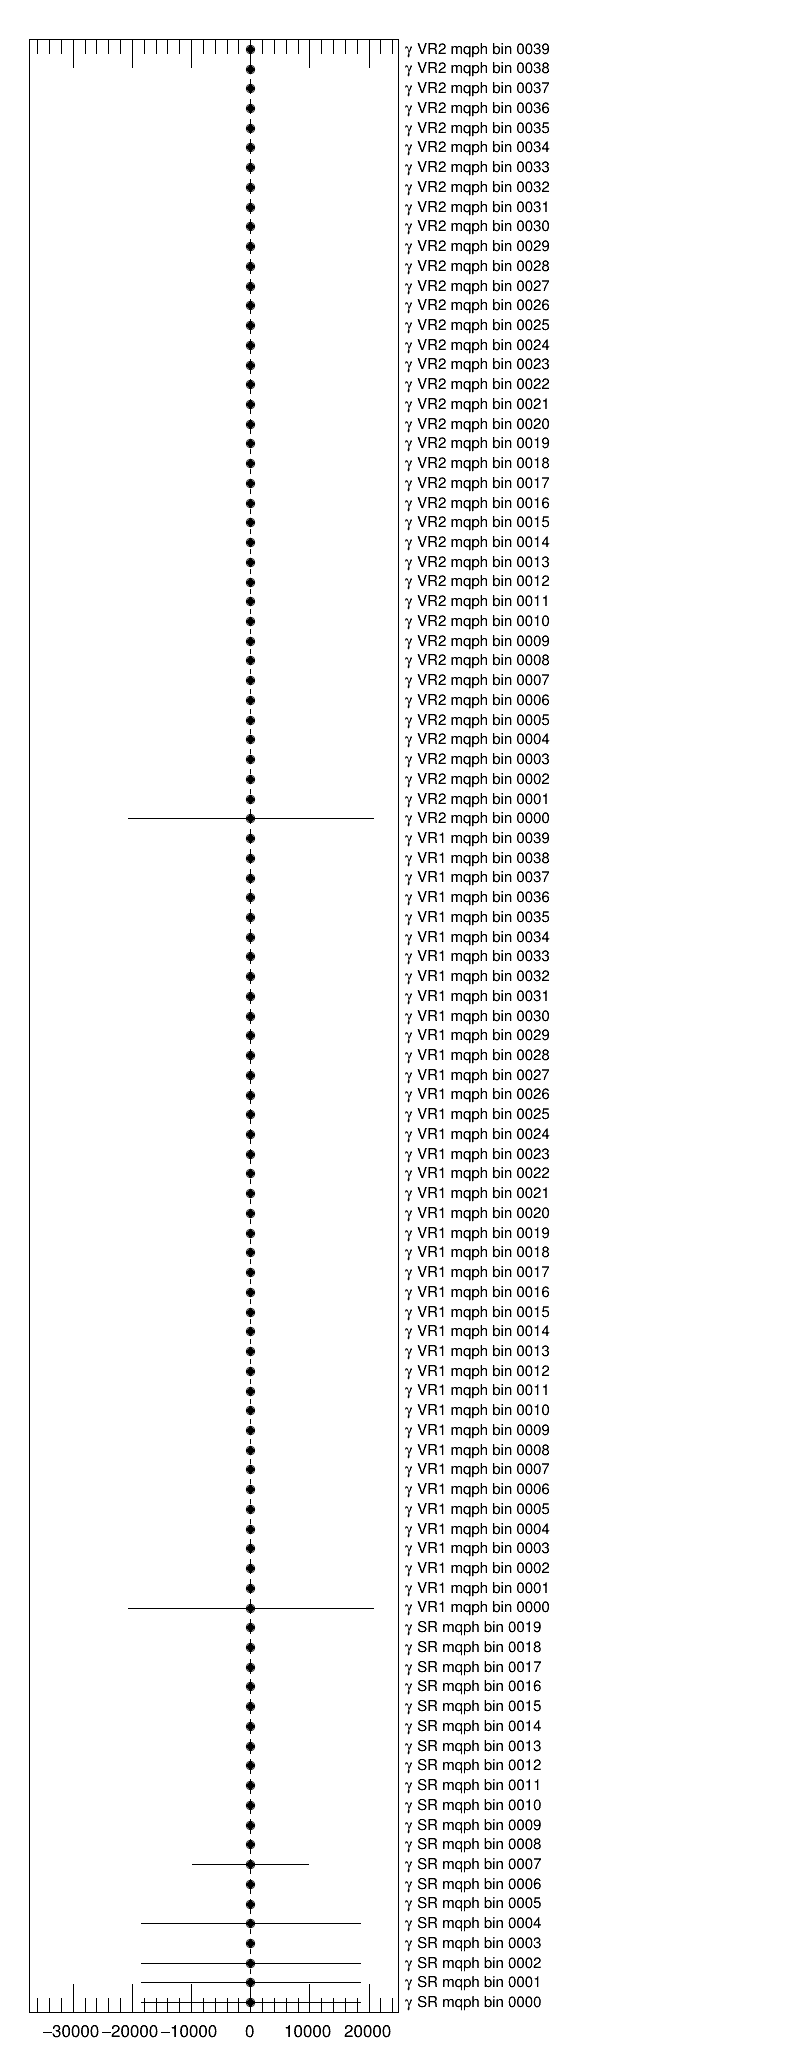 γ VR2 mqph bin 0039
γ VR2 mqph bin 0038
γ VR2 mqph bin 0037
γ VR2 mqph bin 0036
γ VR2 mqph bin 0035
γ VR2 mqph bin 0034
γ VR2 mqph bin 0033
γ VR2 mqph bin 0032
γ VR2 mqph bin 0031
γ VR2 mqph bin 0030
γ VR2 mqph bin 0029
γ VR2 mqph bin 0028
γ VR2 mqph bin 0027
γ VR2 mqph bin 0026
γ VR2 mqph bin 0025
γ VR2 mqph bin 0024
γ VR2 mqph bin 0023
γ VR2 mqph bin 0022
γ VR2 mqph bin 0021
γ VR2 mqph bin 0020
γ VR2 mqph bin 0019
γ VR2 mqph bin 0018
γ VR2 mqph bin 0017
γ VR2 mqph bin 0016
γ VR2 mqph bin 0015
γ VR2 mqph bin 0014
γ VR2 mqph bin 0013
γ VR2 mqph bin 0012
γ VR2 mqph bin 0011
γ VR2 mqph bin 0010
γ VR2 mqph bin 0009
γ VR2 mqph bin 0008
γ VR2 mqph bin 0007
γ VR2 mqph bin 0006
γ VR2 mqph bin 0005
γ VR2 mqph bin 0004
γ VR2 mqph bin 0003
γ VR2 mqph bin 0002
γ VR2 mqph bin 0001
γ VR2 mqph bin 0000
γ VR1 mqph bin 0039
γ VR1 mqph bin 0038
γ VR1 mqph bin 0037
γ VR1 mqph bin 0036
γ VR1 mqph bin 0035
γ VR1 mqph bin 0034
γ VR1 mqph bin 0033
γ VR1 mqph bin 0032
γ VR1 mqph bin 0031
γ VR1 mqph bin 0030
γ VR1 mqph bin 0029
γ VR1 mqph bin 0028
γ VR1 mqph bin 0027
γ VR1 mqph bin 0026
γ VR1 mqph bin 0025
γ VR1 mqph bin 0024
γ VR1 mqph bin 0023
γ VR1 mqph bin 0022
γ VR1 mqph bin 0021
γ VR1 mqph bin 0020
γ VR1 mqph bin 0019
γ VR1 mqph bin 0018
γ VR1 mqph bin 0017
γ VR1 mqph bin 0016
γ VR1 mqph bin 0015
γ VR1 mqph bin 0014
γ VR1 mqph bin 0013
γ VR1 mqph bin 0012
γ VR1 mqph bin 0011
γ VR1 mqph bin 0010
γ VR1 mqph bin 0009
γ VR1 mqph bin 0008
γ VR1 mqph bin 0007
γ VR1 mqph bin 0006
γ VR1 mqph bin 0005
γ VR1 mqph bin 0004
γ VR1 mqph bin 0003
γ VR1 mqph bin 0002
γ VR1 mqph bin 0001
γ VR1 mqph bin 0000
γ SR mqph bin 0019
γ SR mqph bin 0018
γ SR mqph bin 0017
γ SR mqph bin 0016
γ SR mqph bin 0015
γ SR mqph bin 0014
γ SR mqph bin 0013
γ SR mqph bin 0012
γ SR mqph bin 0011
γ SR mqph bin 0010
γ SR mqph bin 0009
γ SR mqph bin 0008
γ SR mqph bin 0007
γ SR mqph bin 0006
γ SR mqph bin 0005
γ SR mqph bin 0004
γ SR mqph bin 0003
γ SR mqph bin 0002
γ SR mqph bin 0001
γ SR mqph bin 0000
−30000 −20000 −10000 0 10000 20000